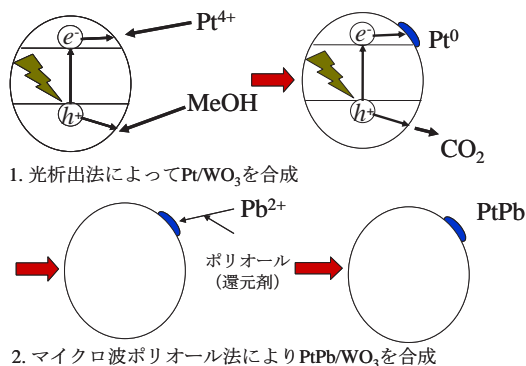 Pt⁴⁺
e⁻
e⁻
Pt⁰
MeOH
h⁺
h⁺
CO₂
1. 光析出法によってPt/WO₃を合成
Pb²⁺
PtPb
ポリオール
（還元剤）
2. マイクロ波ポリオール法によりPtPb/WO₃を合成